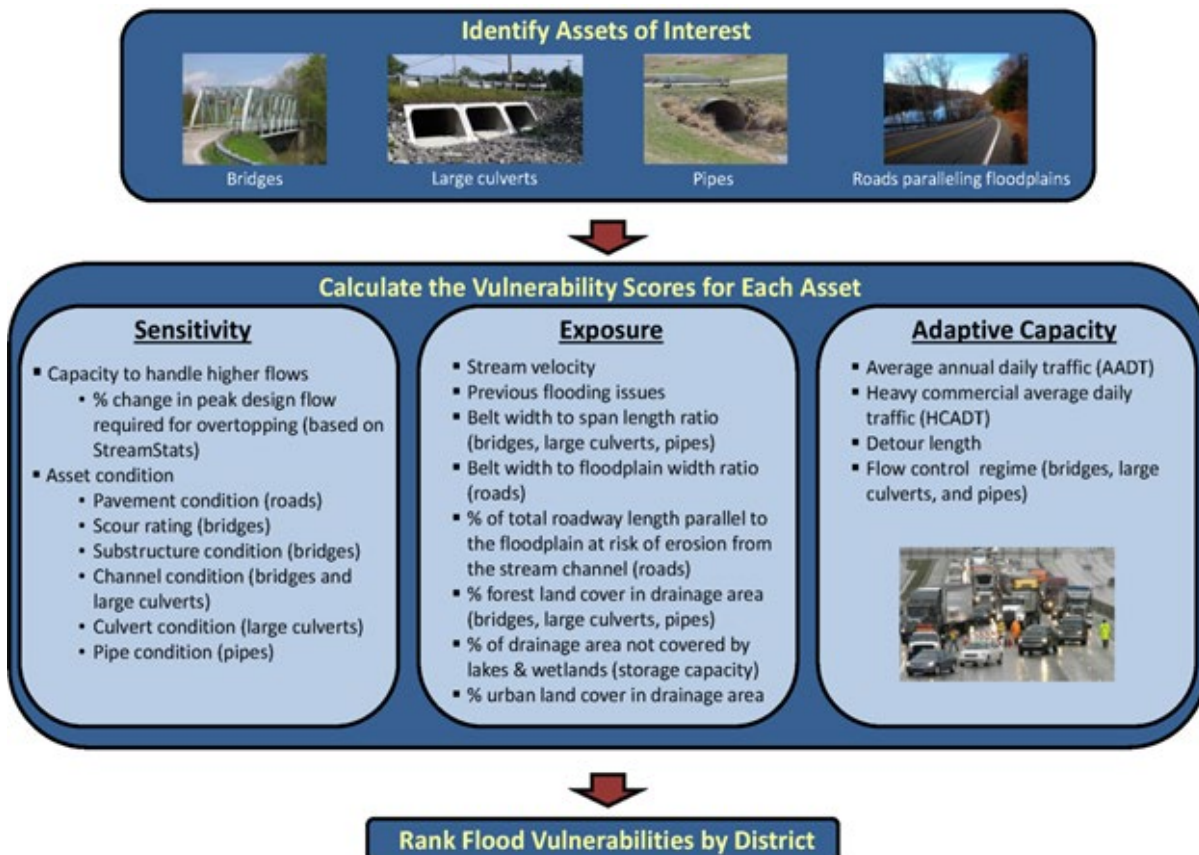 Identify Assets of Interest
Bridges
Large culverts
Pipes
Roads paralleling floodplains
Calculate the Vulnerability Scores for Each Asset
Sensitivity
▪ Capacity to handle higher flows
• % change in peak design flow
required for overtopping (based on
StreamStats)
▪ Asset condition
• Pavement condition (roads)
• Scour rating (bridges)
• Substructure condition (bridges)
• Channel condition (bridges and
large culverts)
• Culvert condition (large culverts)
• Pipe condition (pipes)
Exposure
▪ Stream velocity
▪ Previous flooding issues
▪ Belt width to span length ratio
(bridges, large culverts, pipes)
▪ Belt width to floodplain width ratio
(roads)
▪ % of total roadway length parallel to
the floodplain at risk of erosion from
the stream channel (roads)
▪ % forest land cover in drainage area
(bridges, large culverts, pipes)
▪ % of drainage area not covered by
lakes & wetlands (storage capacity)
▪ % urban land cover in drainage area
Adaptive Capacity
▪ Average annual daily traffic (AADT)
▪ Heavy commercial average daily
traffic (HCADT)
▪ Detour length
▪ Flow control regime (bridges, large
culverts, and pipes)
Rank Flood Vulnerabilities by District